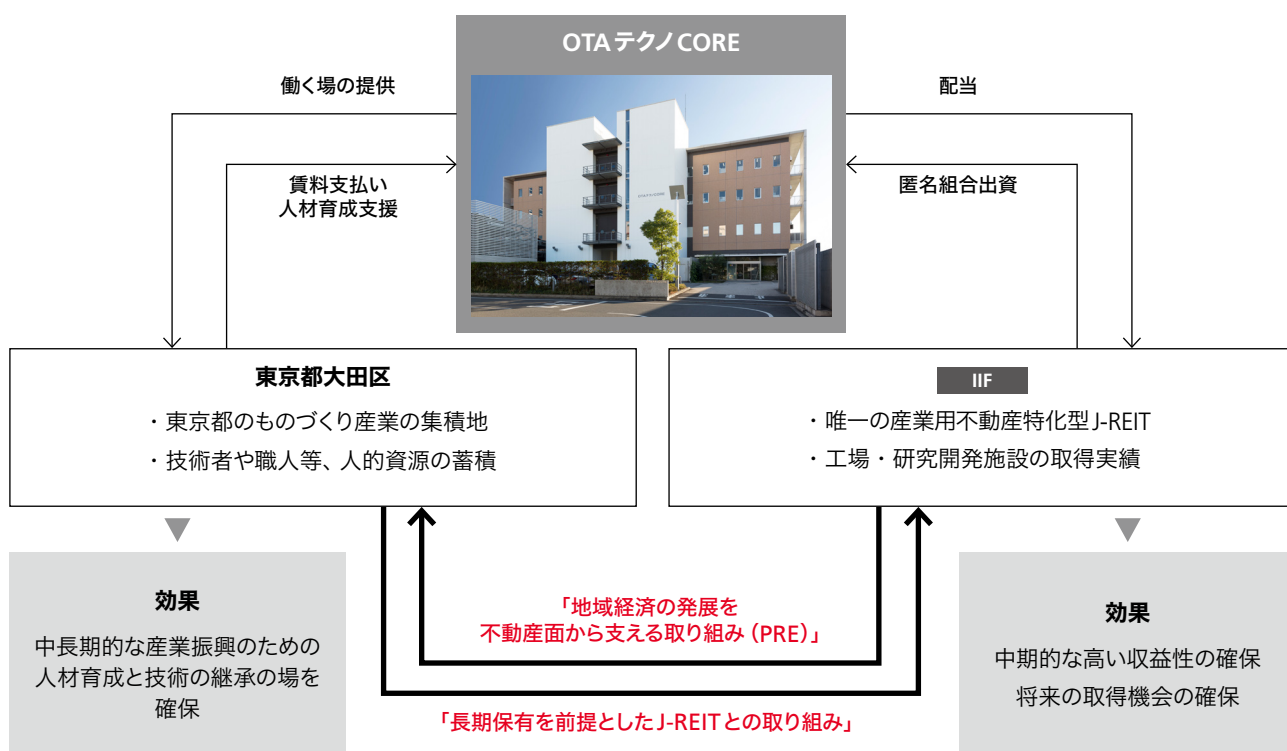 OTAテクノCORE
働く場の提供
配当
賃料支払い
人材育成支援
匿名組合出資
東京都大田区
・東京都のものづくり産業の集積地
・技術者や職人等、人的資源の蓄積
IIF
・唯一の産業用不動産特化型J-REIT
・工場・研究開発施設の取得実績
効果
中長期的な産業振興のための
人材育成と技術の継承の場を
確保
「地域経済の発展を
不動産面から支える取り組み（PRE）」
「長期保有を前提としたJ-REITとの取り組み」
効果
中期的な高い収益性の確保
将来の取得機会の確保